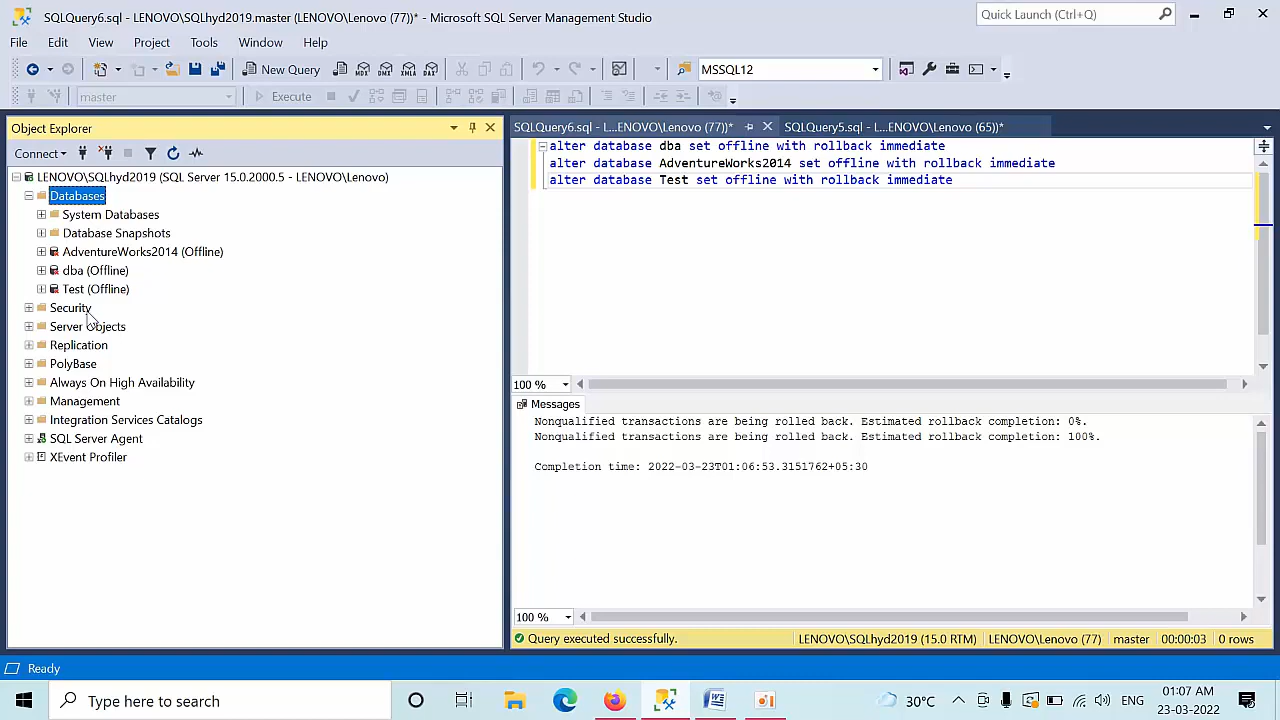 SQLQuery6.sql - LENOVO\SQLhyd2019.master (LENOVO\Lenovo (77))* - Microsoft SQL Server Management Studio
Quick Launch (Ctrl+Q)
File Edit View Project Tools Window Help
New Query MDX DMX XMLA DAX MSSQL12
master Execute
Object Explorer
Connect
LENOVO\SQLhyd2019 (SQL Server 15.0.2000.5 - LENOVO\Lenovo)
Databases
System Databases
Database Snapshots
AdventureWorks2014 (Offline)
dba (Offline)
Test (Offline)
Security
Server Objects
Replication
PolyBase
Always On High Availability
Management
Integration Services Catalogs
SQL Server Agent
XEvent Profiler
SQLQuery6.sql - L...ENOVO\Lenovo (77))* SQLQuery5.sql - L...ENOVO\Lenovo (65))*
alter database dba set offline with rollback immediate
alter database AdventureWorks2014 set offline with rollback immediate
alter database Test set offline with rollback immediate
100 %
Messages
Nonqualified transactions are being rolled back. Estimated rollback completion: 0%.
Nonqualified transactions are being rolled back. Estimated rollback completion: 100%.
Completion time: 2022-03-23T01:06:53.3151762+05:30
100 %
Query executed successfully. LENOVO\SQLhyd2019 (15.0 RTM) LENOVO\Lenovo (77) master 00:00:03 0 rows
Ready
Type here to search
30°C ENG 01:07 AM
23-03-2022